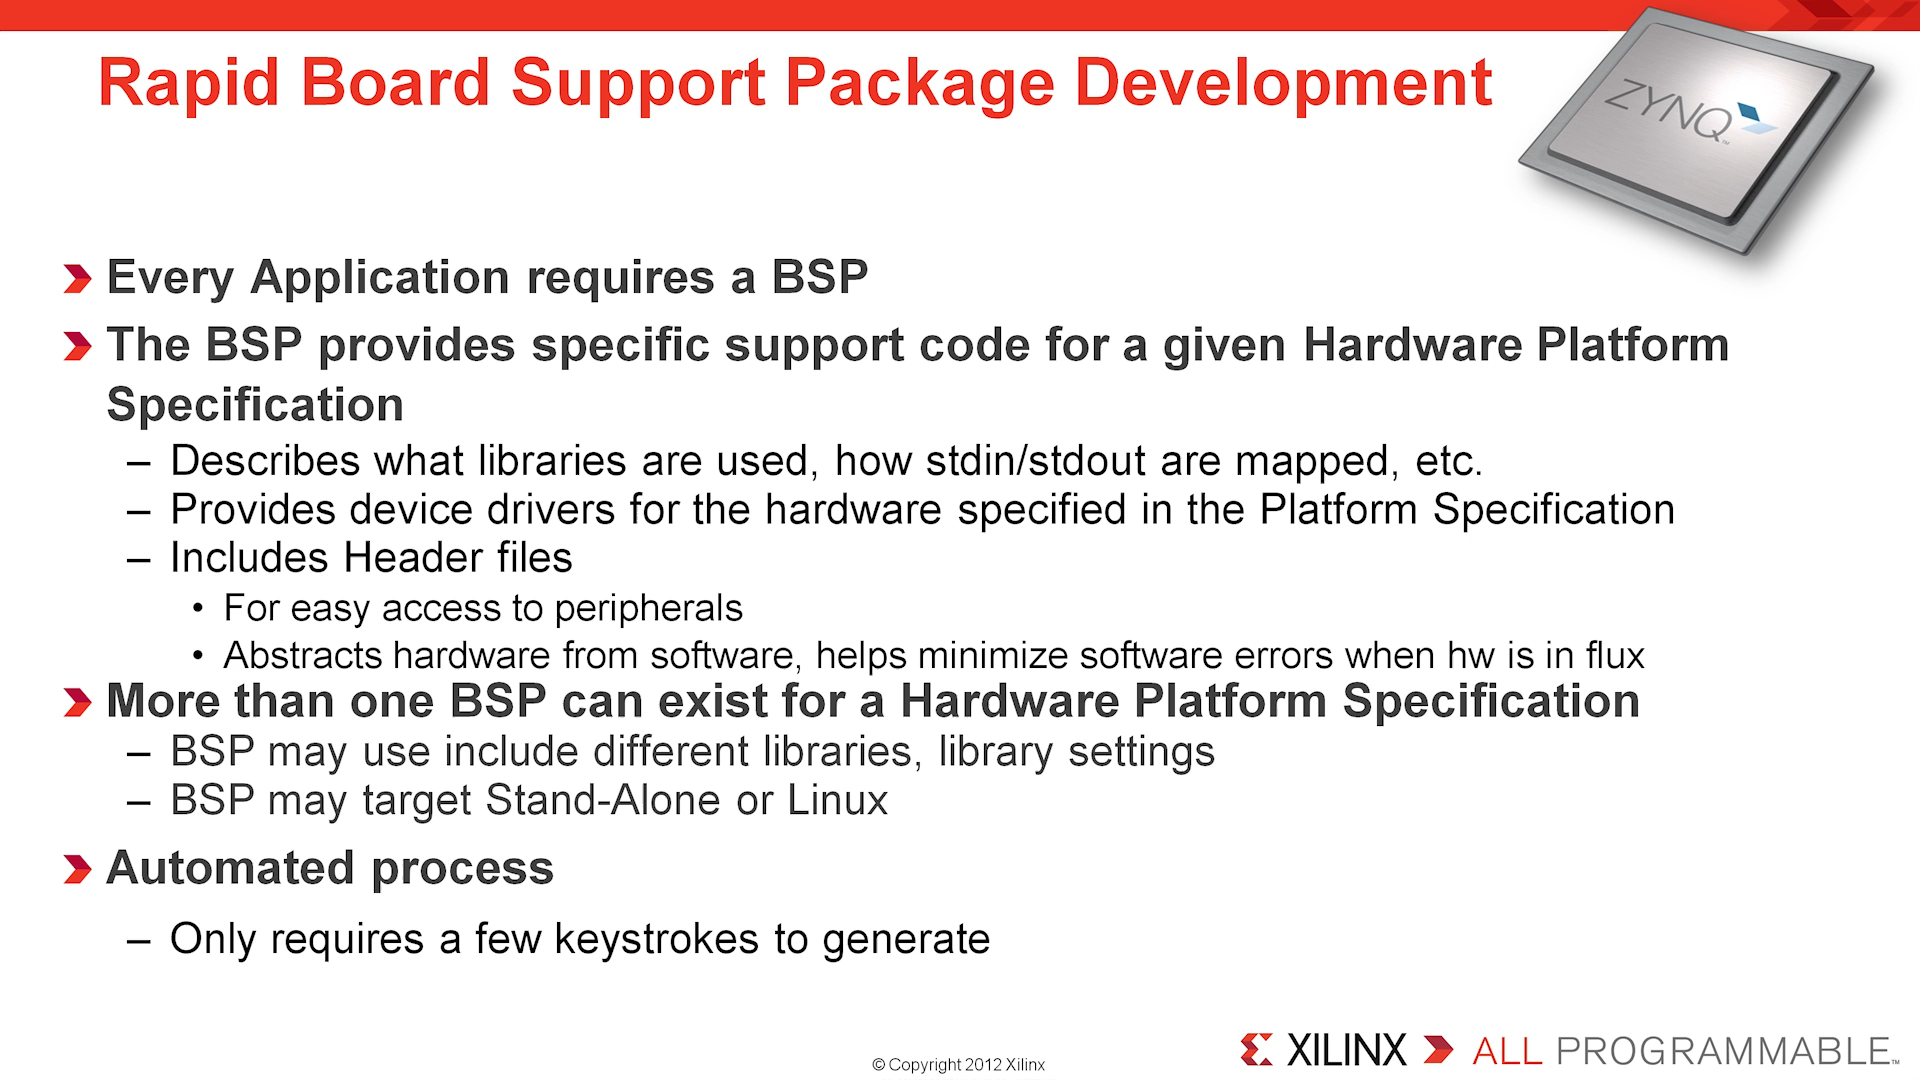 Rapid Board Support Package Development
ZYNQ™
Every Application requires a BSP
The BSP provides specific support code for a given Hardware Platform
Specification
– Describes what libraries are used, how stdin/stdout are mapped, etc.
– Provides device drivers for the hardware specified in the Platform Specification
– Includes Header files
• For easy access to peripherals
• Abstracts hardware from software, helps minimize software errors when hw is in flux
More than one BSP can exist for a Hardware Platform Specification
– BSP may use include different libraries, library settings
– BSP may target Stand-Alone or Linux
Automated process
– Only requires a few keystrokes to generate
© Copyright 2012 Xilinx
XILINX ALL PROGRAMMABLE™